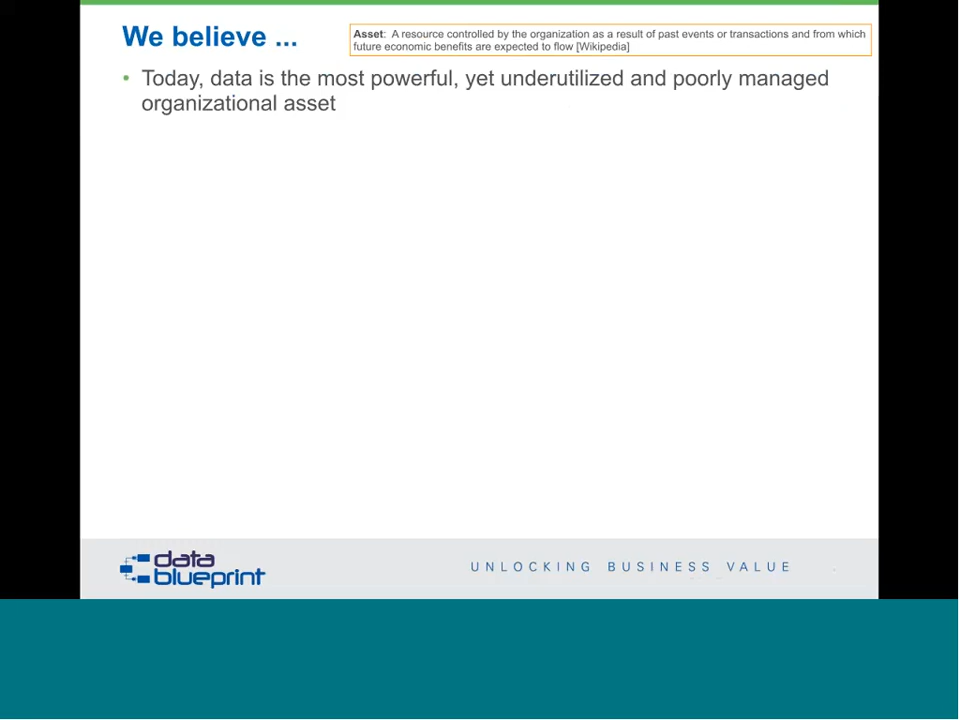 We believe ...
Asset: A resource controlled by the organization as a result of past events or transactions and from which
future economic benefits are expected to flow [Wikipedia]
• Today, data is the most powerful, yet underutilized and poorly managed
organizational asset
data
blueprint
UNLOCKING BUSINESS VALUE